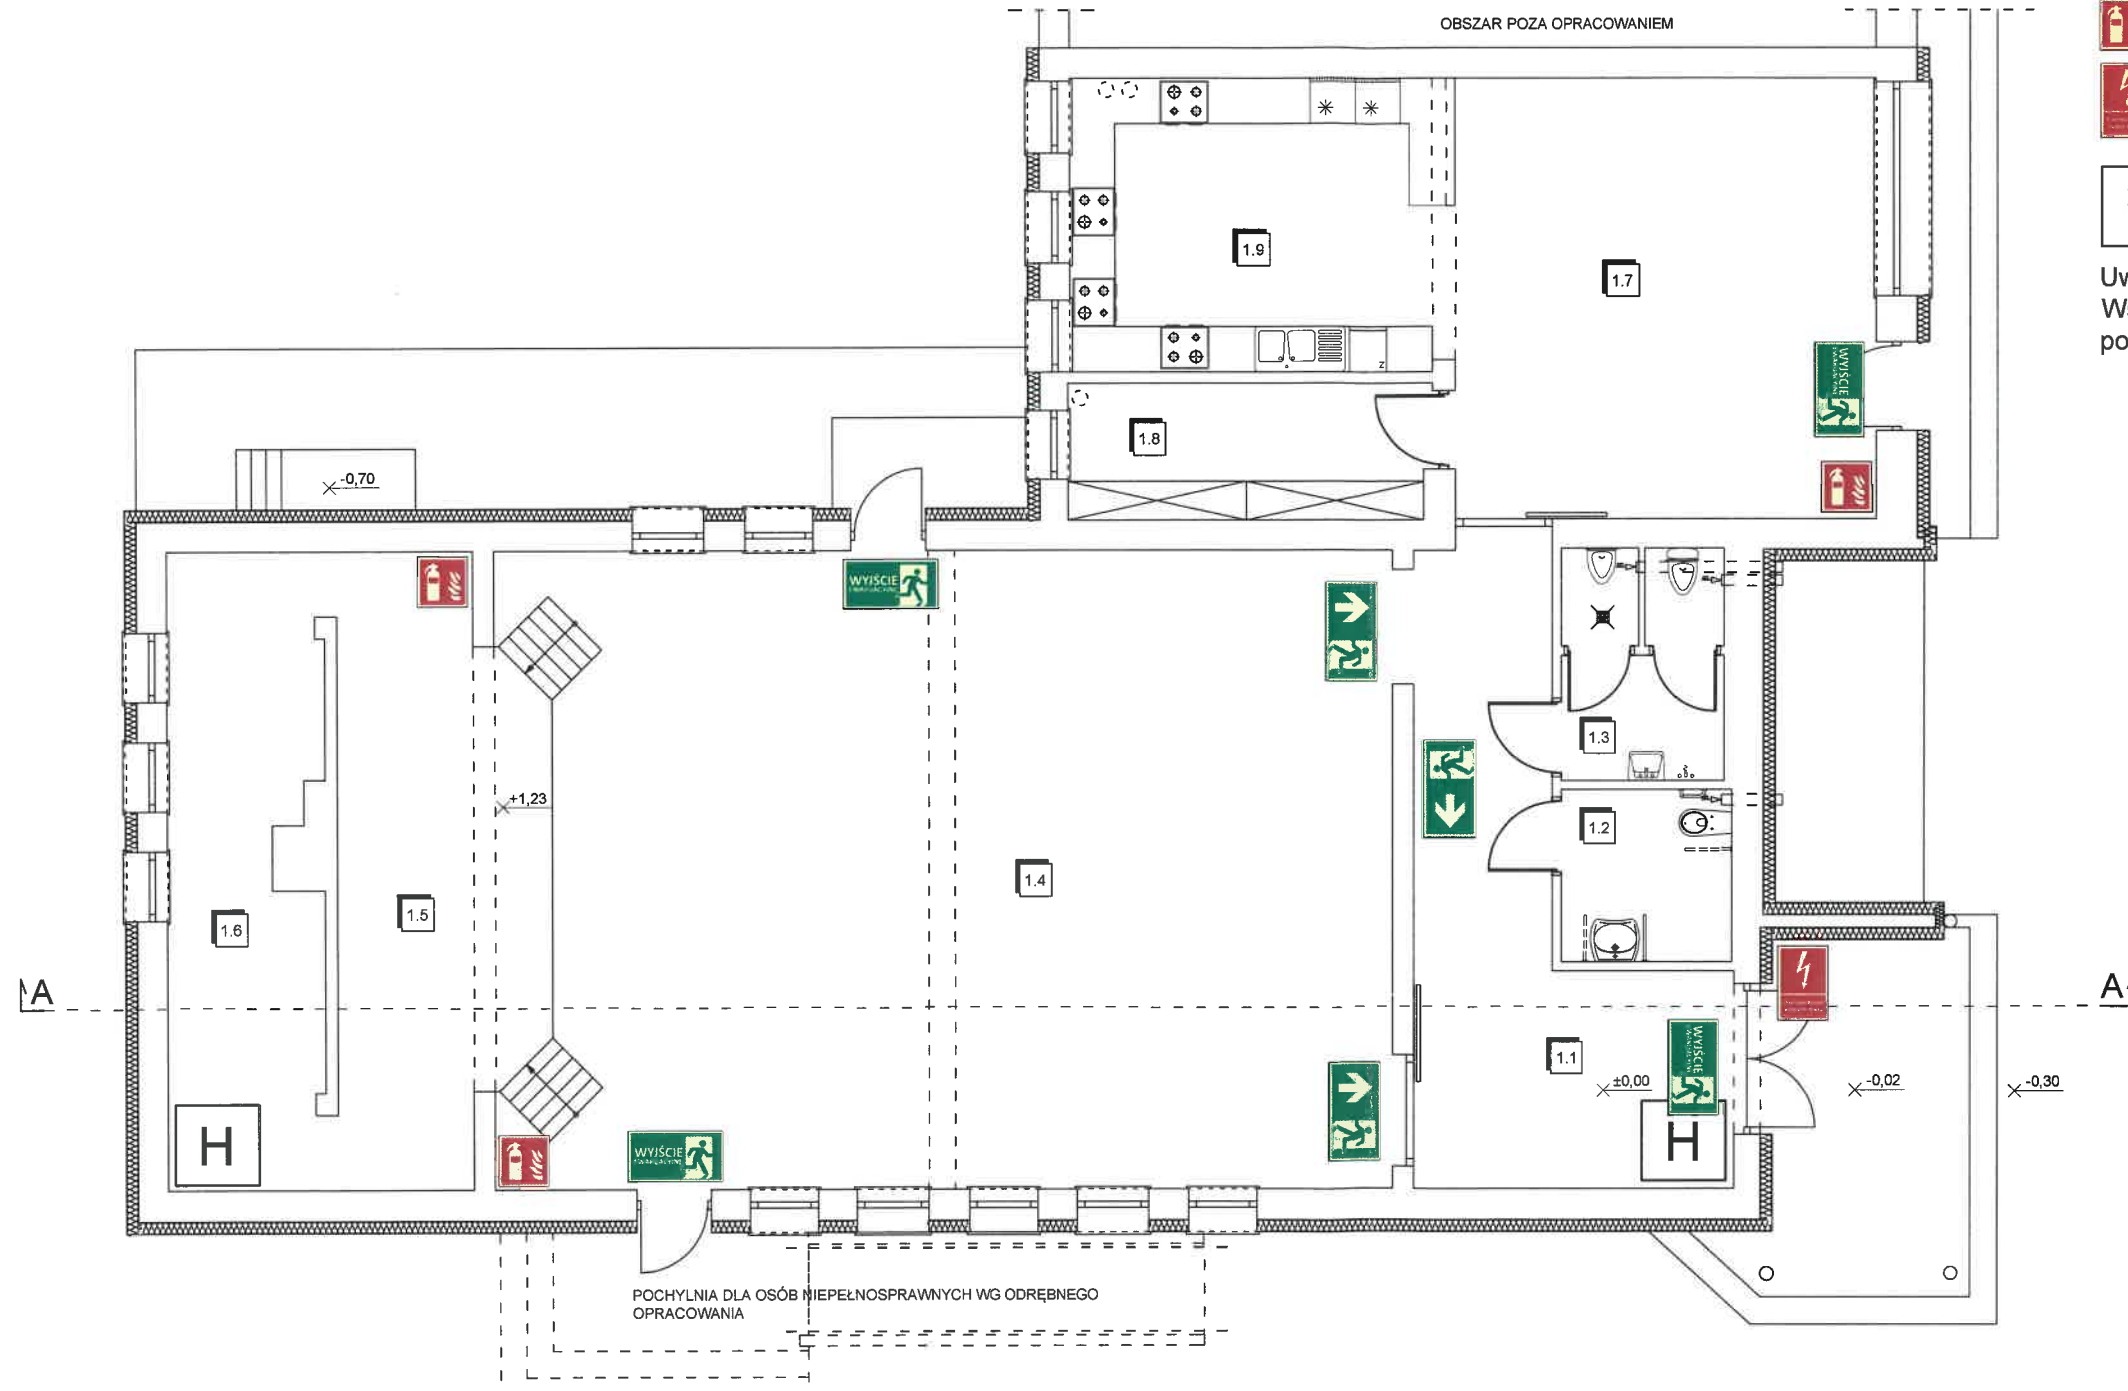 OBSZAR POZA OPRACOWANIEM
1.9
1.7
Z
WYJŚCIE
1.8
-0,70
WYJŚCIE
1.3
+1,23
1.2
1.4
1.5
1.6
A
A
1.1
WYJŚCIE
±0,00
-0,02
-0,30
H
H
WYJŚCIE
POCHYLNIA DLA OSÓB NIEPEŁNOSPRAWNYCH WG ODRĘBNEGO
OPRACOWANIA